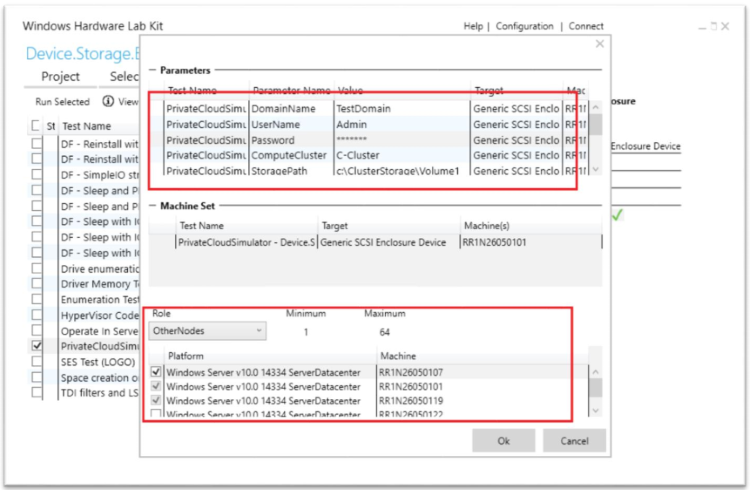 Windows Hardware Lab Kit
Help | Configuration | Connect
Device.Storage.E
Project Selec
Run Selected View
St Test Name
DF - Reinstall wit
DF - Reinstall wit
DF - SimpleIO str
DF - Sleep and P
DF - Sleep and P
DF - Sleep with I
DF - Sleep with I
DF - Sleep with I
Drive enumeratic
Driver Memory T
Enumeration Test
HyperVisor Code
Operate In Serve
PrivateCloudSim
SES Test (LOGO)
Space creation o
TDI filters and LS
osure
Enclosure Device
Parameters
Test Name Parameter Name Value Target Mac
PrivateCloudSimu DomainName TestDomain Generic SCSI Enclo RR1
PrivateCloudSimu UserName Admin Generic SCSI Enclo RR1
PrivateCloudSimu Password ******* Generic SCSI Enclo RR1
PrivateCloudSimu ComputeCluster C-Cluster Generic SCSI Enclo RR1
PrivateCloudSimu StoragePath c\ClusterStorage\Volume1 Generic SCSI Enclo RR1
Machine Set
Test Name Target Machine(s)
PrivateCloudSimulator - Device.S Generic SCSI Enclosure Device RR1N26050101
Role Minimum Maximum
OtherNodes 1 64
Platform Machine
Windows Server v10.0 14334 ServerDatacenter RR1N26050107
Windows Server v10.0 14334 ServerDatacenter RR1N26050101
Windows Server v10.0 14334 ServerDatacenter RR1N26050119
Windows Server v10.0 14334 ServerDatacenter RR1N26050122
Ok Cancel